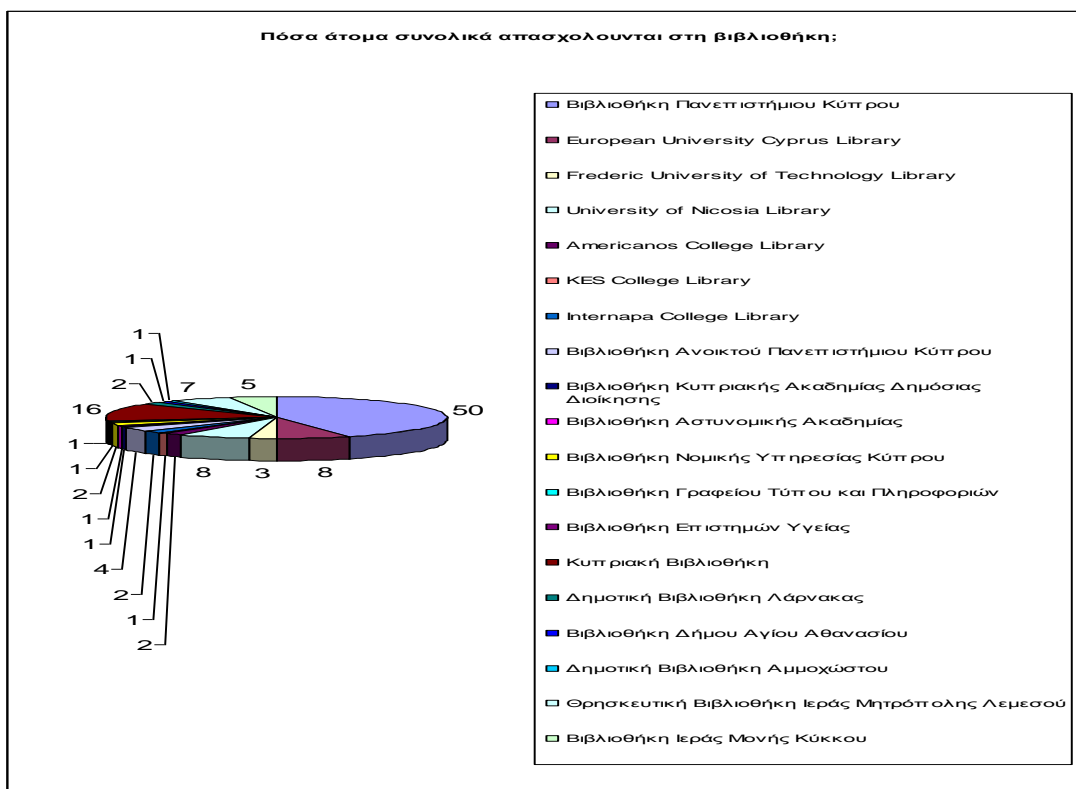 Πόσα άτομα συνολικά απασχολουνται στη βιβλιοθήκη;
Βιβλιοθήκη Πανεπιστήμιου Κύπρου
European University Cyprus Library
Frederic University of Technology Library
University of Nicosia Library
Americanos College Library
KES College Library
Internapa College Library
Βιβλιοθήκη Ανοικτού Πανεπιστήμιου Κύπρου
Βιβλιοθήκη Κυπριακής Ακαδημίας Δημόσιας
Διοίκησης
Βιβλιοθήκη Αστυνομικής Ακαδημίας
Βιβλιοθήκη Νομικής Υπηρεσίας Κύπρου
Βιβλιοθήκη Γραφείου Τύπου και Πληροφοριών
Βιβλιοθήκη Επιστημών Υγείας
Κυπριακή Βιβλιοθήκη
Δημοτική Βιβλιοθήκη Λάρνακας
Βιβλιοθήκη Δήμου Αγίου Αθανασίου
Δημοτική Βιβλιοθήκη Αμμοχώστου
Θρησκευτική Βιβλιοθήκη Ιεράς Μητρόπολης Λεμεσού
Βιβλιοθήκη Ιεράς Μονής Κύκκου
50
8
3
8
2
1
2
4
1
1
2
1
1
16
2
1
1
7
5